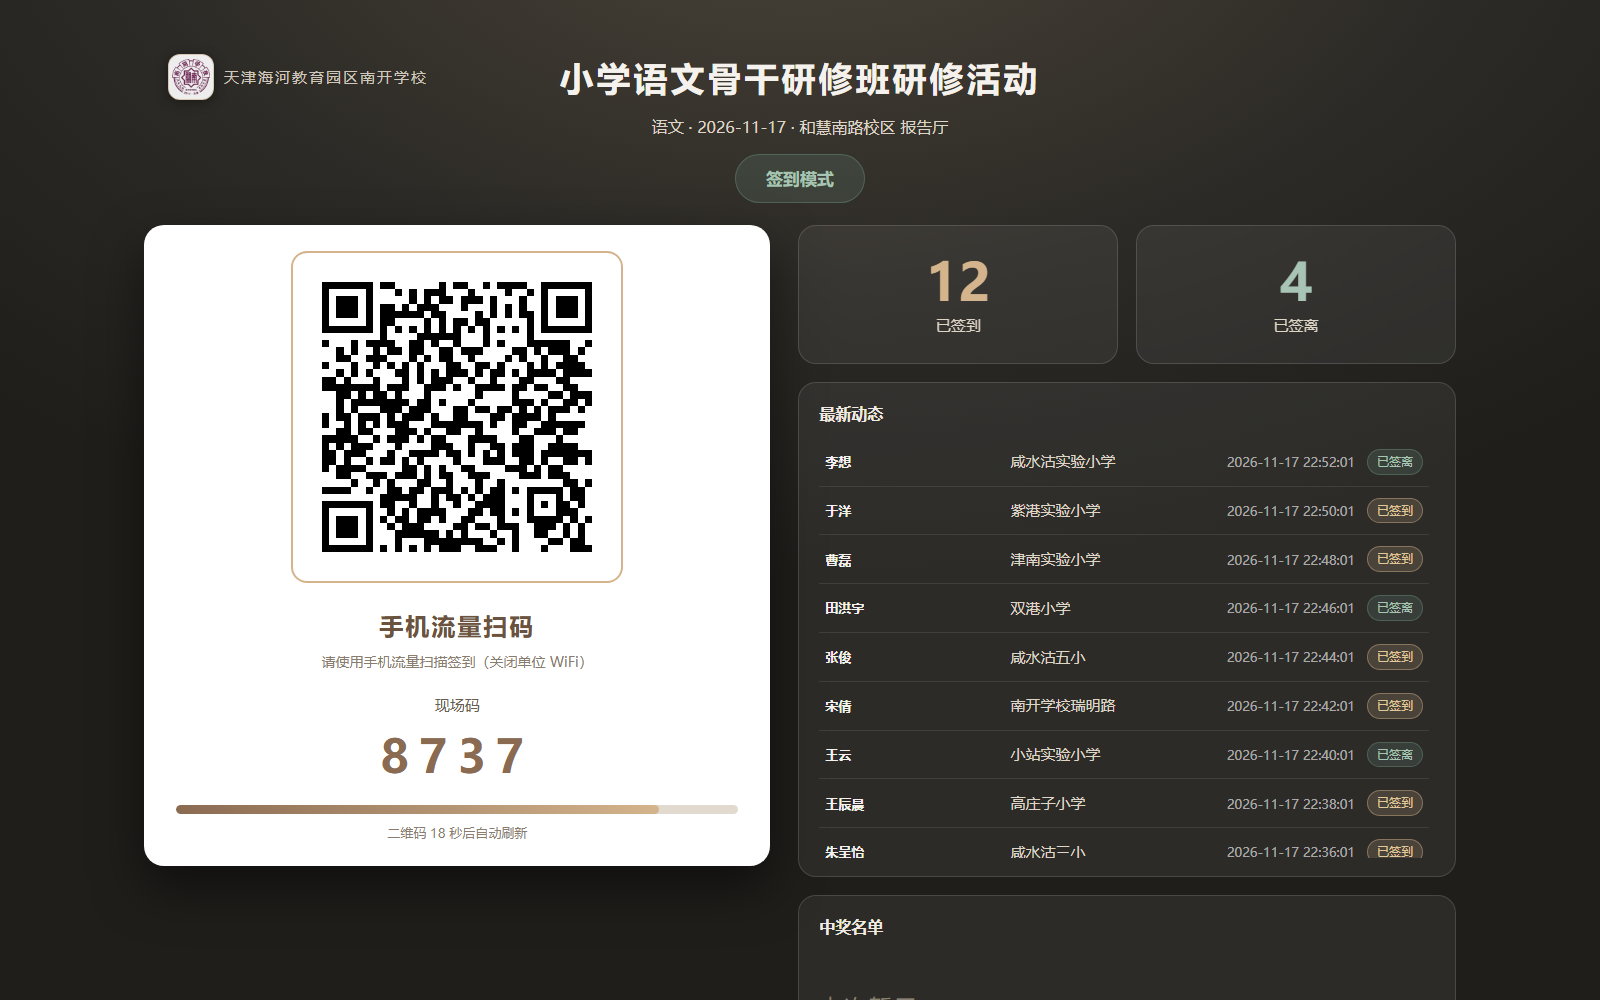 天津海河教育园区南开学校
小学语文骨干研修班研修活动
语文 · 2026-11-17 · 和慧南路校区 报告厅
签到模式
手机流量扫码
请使用手机流量扫描签到（关闭单位 WiFi）
现场码
8737
二维码 18 秒后自动刷新
12
已签到
4
已签离
最新动态
李想 咸水沽实验小学 2026-11-17 22:52:01 已签离
于洋 紫港实验小学 2026-11-17 22:50:01 已签到
曹磊 津南实验小学 2026-11-17 22:48:01 已签到
田洪宇 双港小学 2026-11-17 22:46:01 已签离
张俊 咸水沽五小 2026-11-17 22:44:01 已签到
宋倩 南开学校瑞明路 2026-11-17 22:42:01 已签到
王云 小站实验小学 2026-11-17 22:40:01 已签离
王辰晨 高庄子小学 2026-11-17 22:38:01 已签到
朱呈怡 咸水沽三小 2026-11-17 22:36:01 已签到
中奖名单